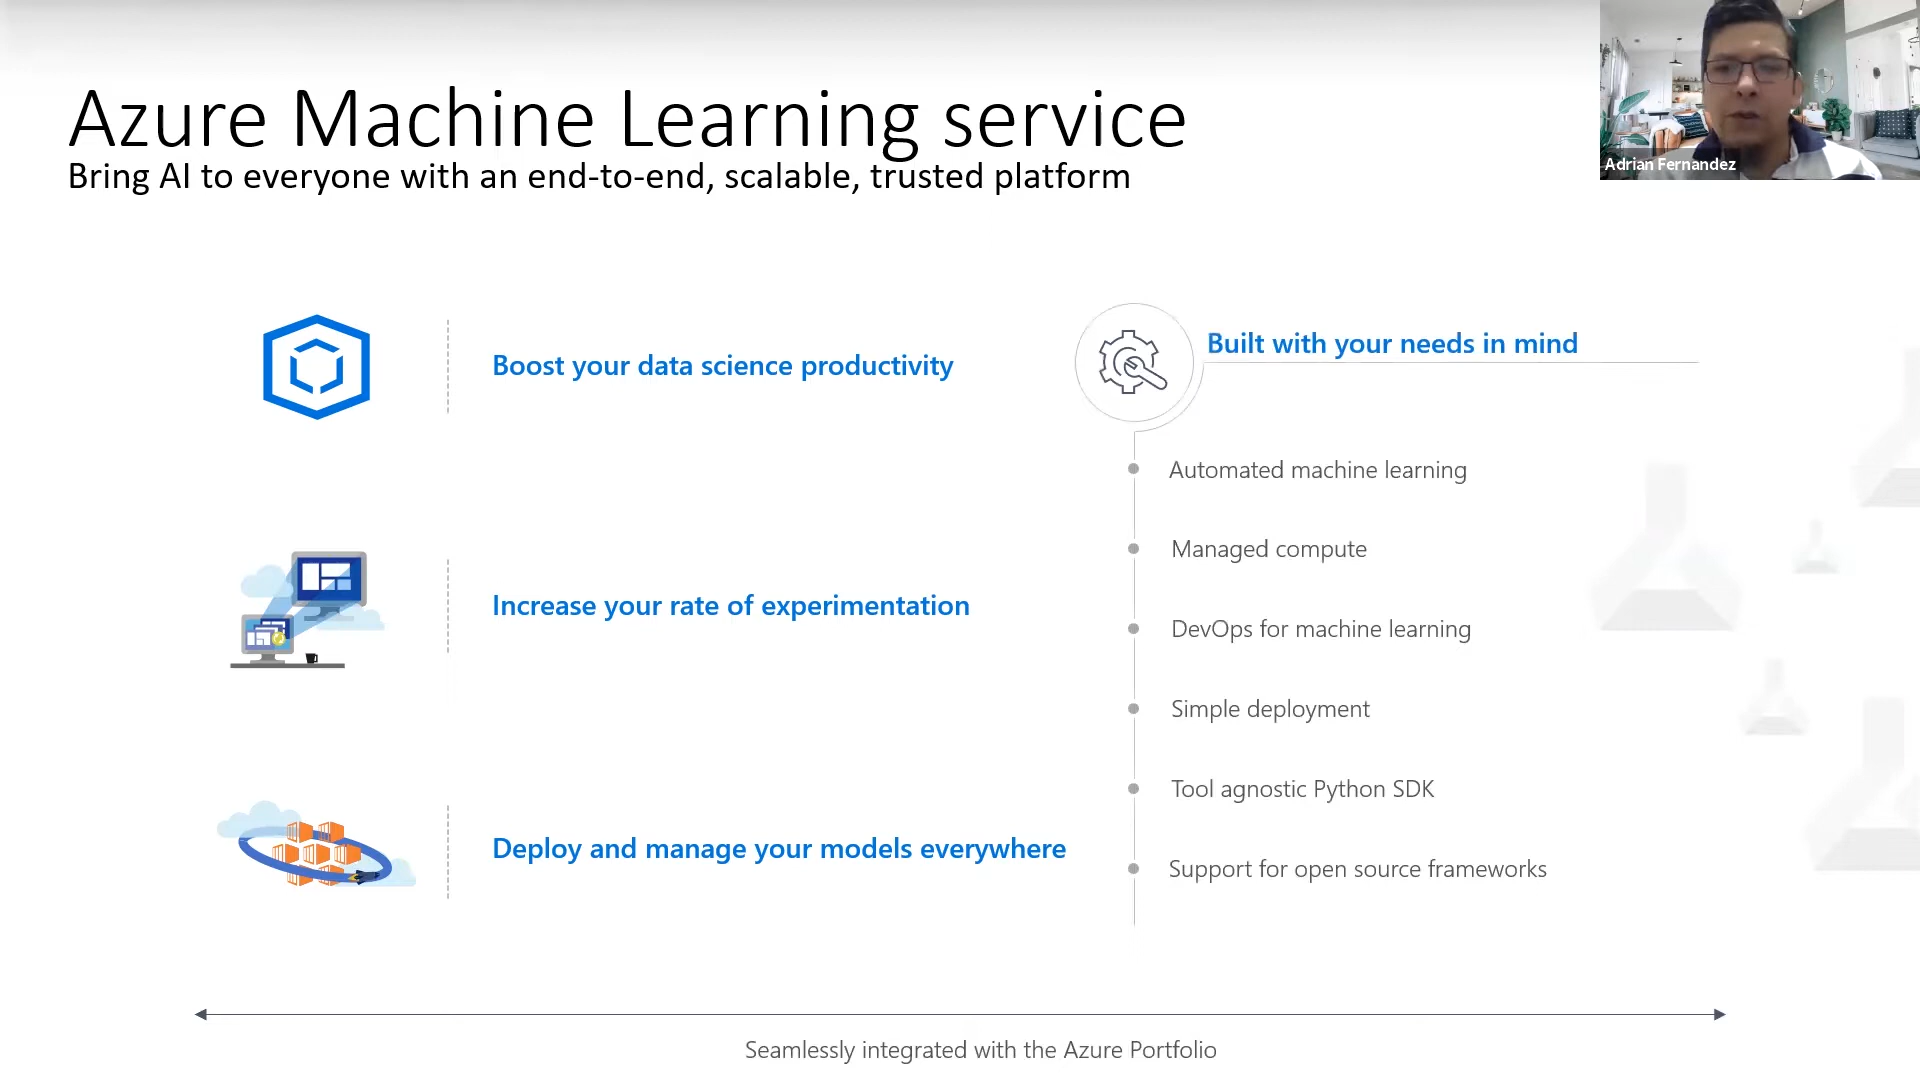 Azure Machine Learning service
Bring AI to everyone with an end-to-end, scalable, trusted platform
Adrian Fernandez
Boost your data science productivity
Increase your rate of experimentation
Deploy and manage your models everywhere
Built with your needs in mind
Automated machine learning
Managed compute
DevOps for machine learning
Simple deployment
Tool agnostic Python SDK
Support for open source frameworks
Seamlessly integrated with the Azure Portfolio